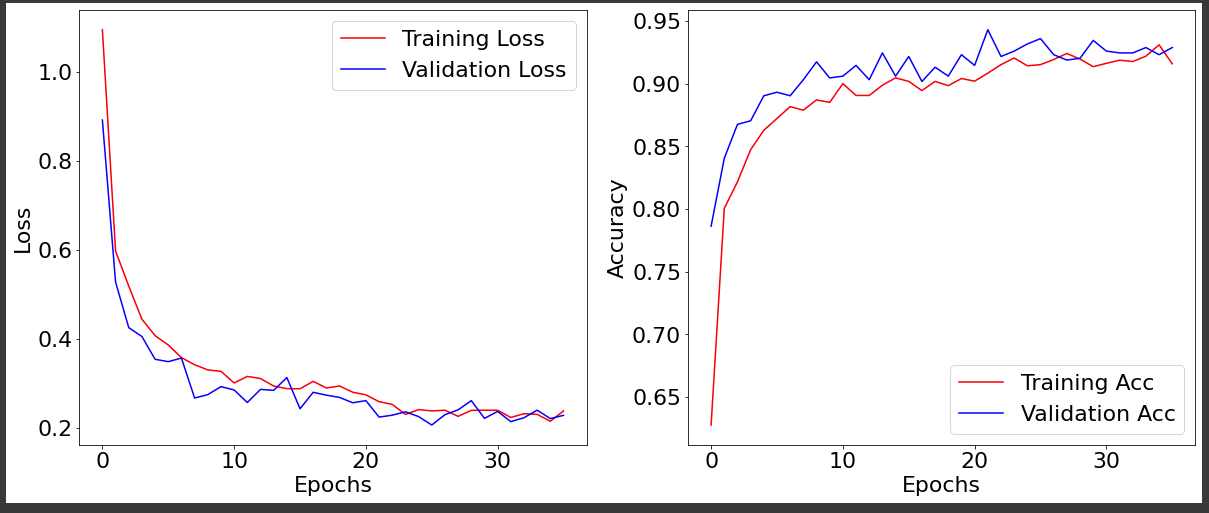 Training Loss
Validation Loss
1.0
0.8
0.6
0.4
0.2
Loss
0
10
20
30
Epochs
0.95
0.90
0.85
0.80
0.75
0.70
0.65
Accuracy
Training Acc
Validation Acc
0
10
20
30
Epochs